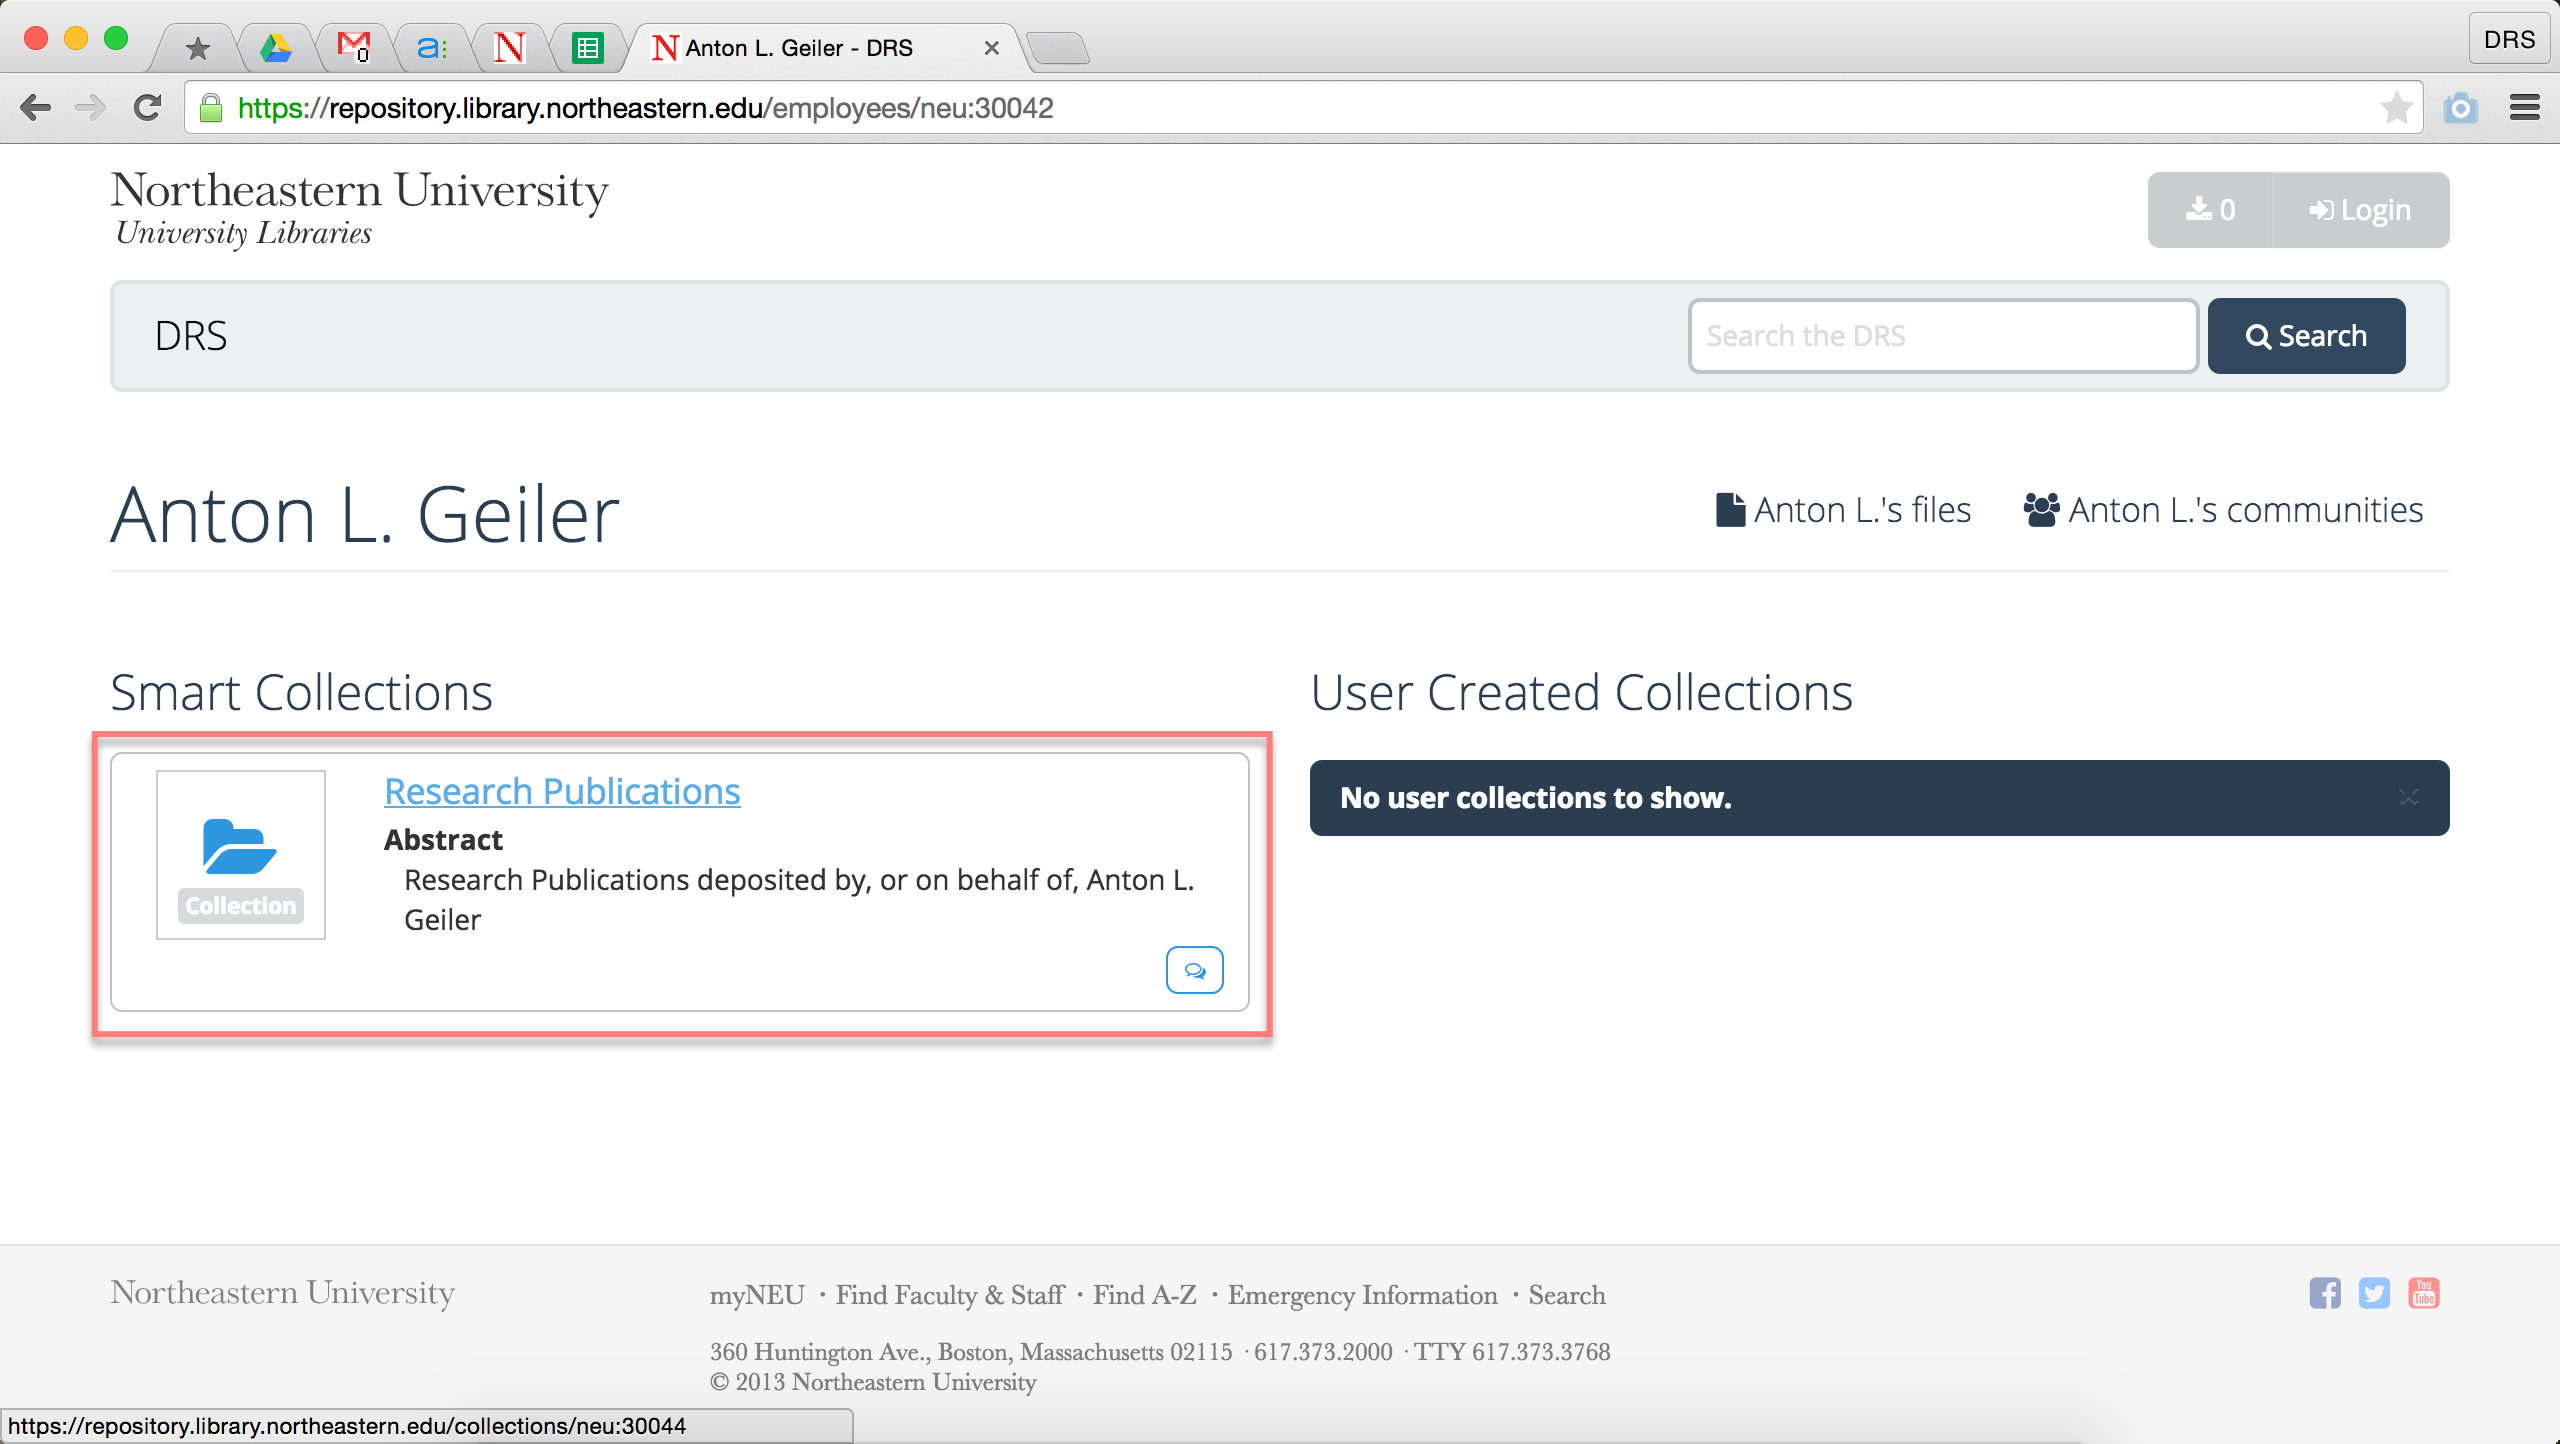 0
a:
N
N Anton L. Geiler - DRS
DRS
https://repository.library.northeastern.edu/employees/neu:30042
Northeastern University
University Libraries
0 Login
DRS
Search the DRS
Search
Anton L. Geiler
Anton L.'s files
Anton L.'s communities
Smart Collections
Research Publications
Abstract
Research Publications deposited by, or on behalf of, Anton L.
Geiler
Collection
User Created Collections
No user collections to show.
Northeastern University
myNEU · Find Faculty & Staff · Find A-Z · Emergency Information · Search
360 Huntington Ave., Boston, Massachusetts 02115 · 617.373.2000 · TTY 617.373.3768
© 2013 Northeastern University
You
Tube
https://repository.library.northeastern.edu/collections/neu:30044